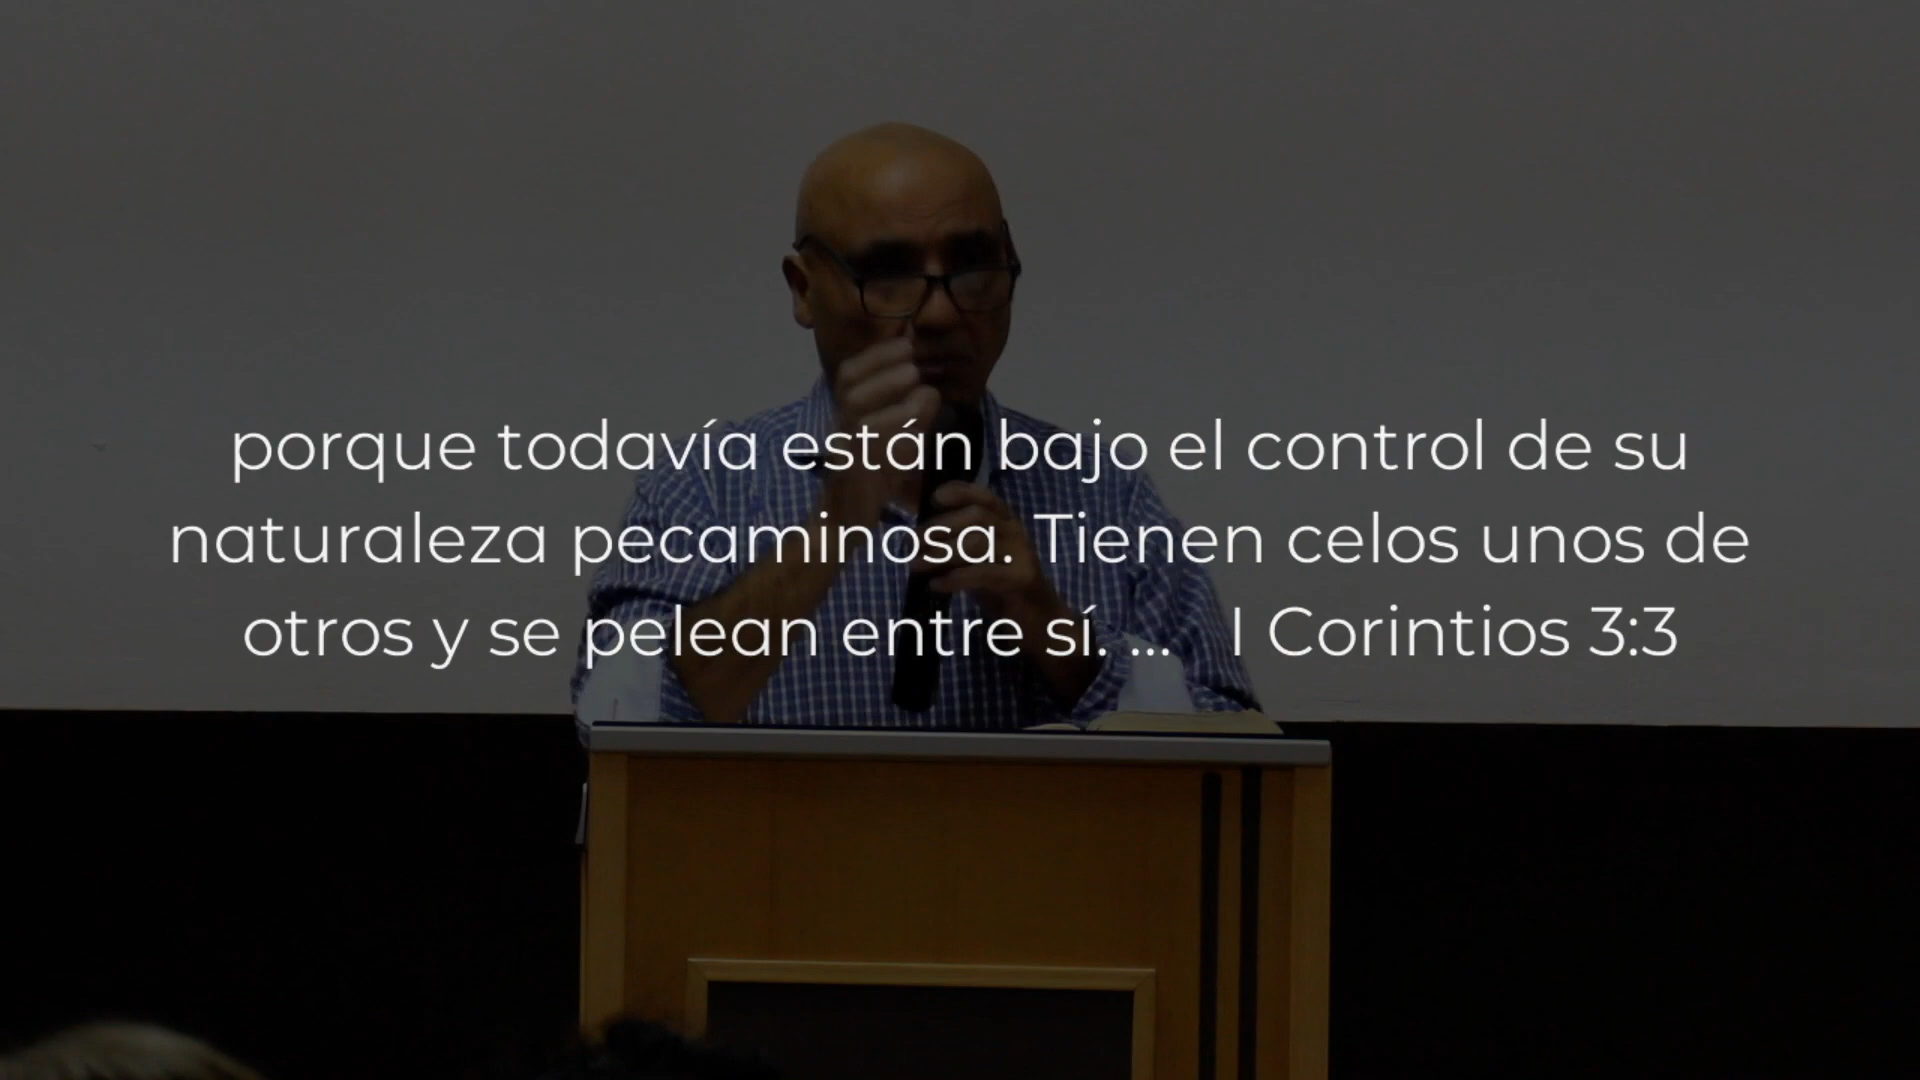 porque todavía están bajo el control de su
naturaleza pecaminosa. Tienen celos unos de
otros y se pelean entre sí. ... I Corintios 3:3